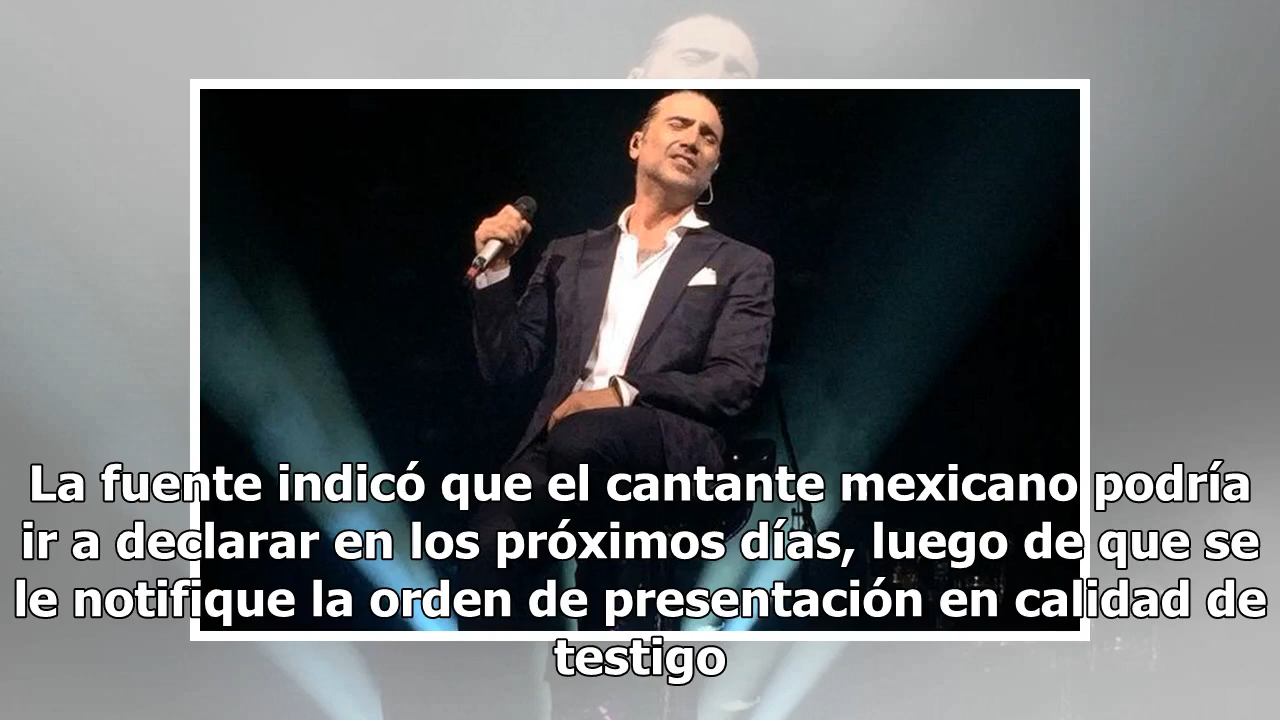 La fuente indicó que el cantante mexicano podría
ir a declarar en los próximos días, luego de que se
le notifique la orden de presentación en calidad de
testigo